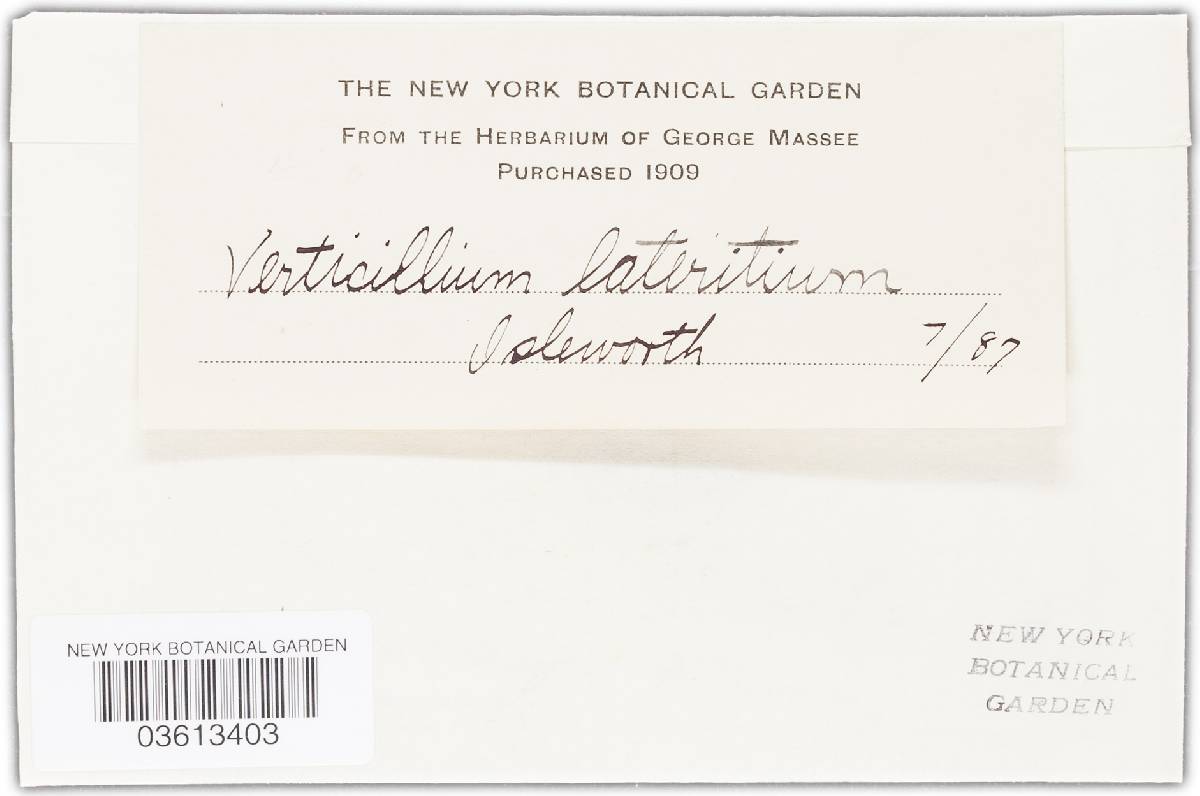 THE NEW YORK BOTANICAL GARDEN
FROM THE HERBARIUM OF GEORGE MASSEE
PURCHASED 1909
Verticillium lateritium
Isleworth 7/87
NEW YORK BOTANICAL GARDEN
03613403
NEW YORK
BOTANICAL
GARDEN